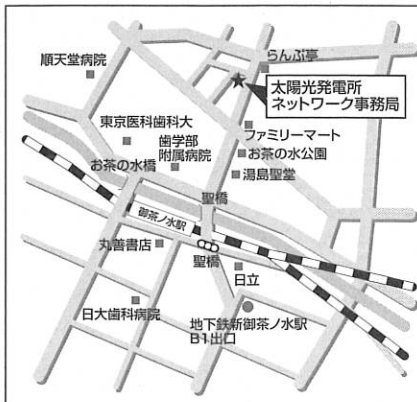 らんぷ亭
順天堂病院
太陽光発電所
ネットワーク事務局
東京医科歯科大
歯学部
附属病院
ファミリーマート
お茶の水公園
お茶の水橋
湯島聖堂
聖橋
御茶ノ水駅
丸善書店
聖橋
日立
日大歯科病院
地下鉄新御茶ノ水駅
B1出口